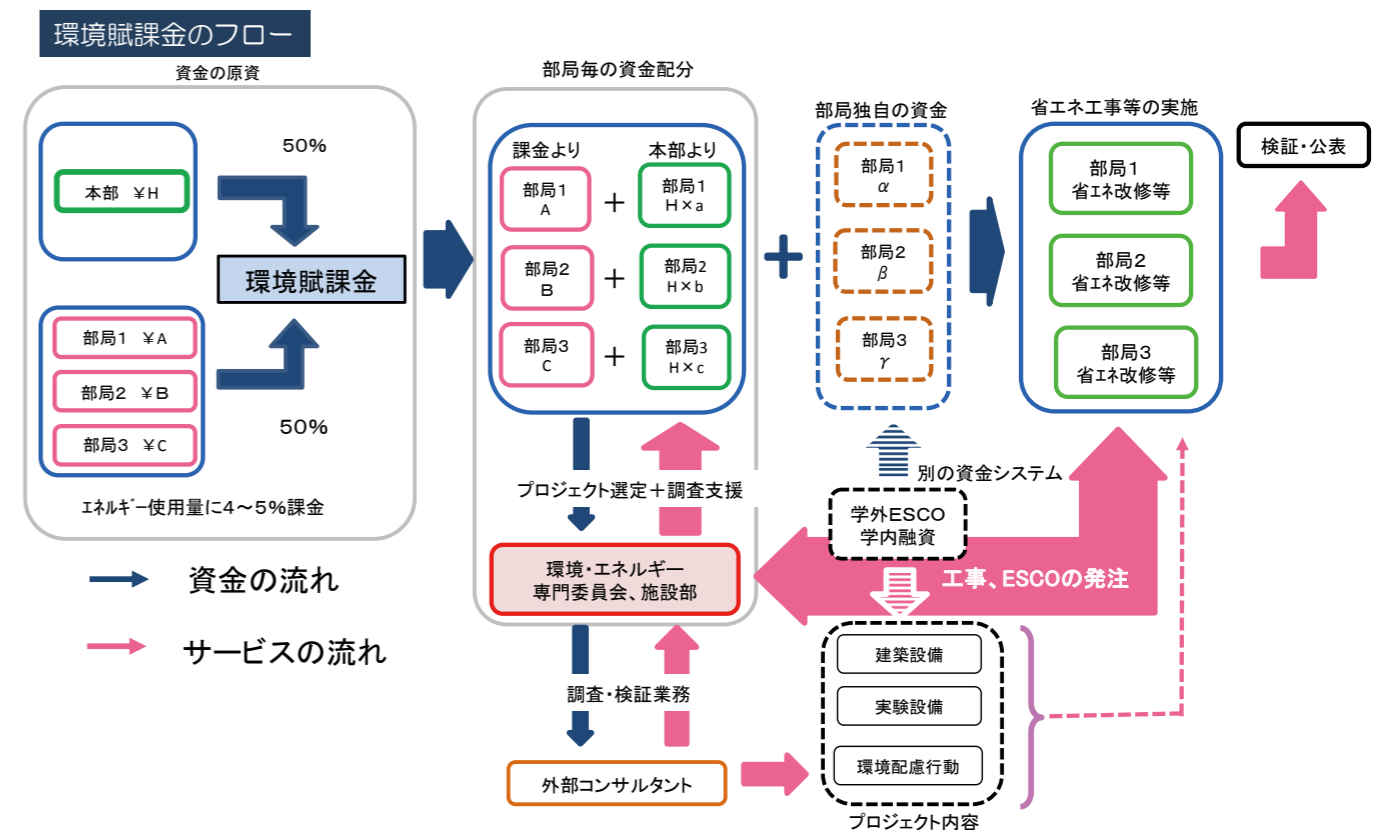 環境賦課金のフロー
資金の原資
本部 ¥H
50%
環境賦課金
部局1 ¥A
部局2 ¥B
部局3 ¥C
50%
ｴﾈﾙｷﾞｰ使用量に4～5%課金
資金の流れ
サービスの流れ
部局毎の資金配分
課金より
本部より
部局1
A
+
部局1
H×a
部局2
B
+
部局2
H×b
部局3
C
+
部局3
H×c
プロジェクト選定＋調査支援
環境・エネルギー
専門委員会、施設部
調査・検証業務
外部コンサルタント
+
部局独自の資金
部局1
α
部局2
β
部局3
γ
別の資金システム
学外ESCO
学内融資
工事、ESCOの発注
建築設備
実験設備
環境配慮行動
プロジェクト内容
省エネ工事等の実施
部局1
省ｴﾈ改修等
部局2
省ｴﾈ改修等
部局3
省ｴﾈ改修等
検証・公表